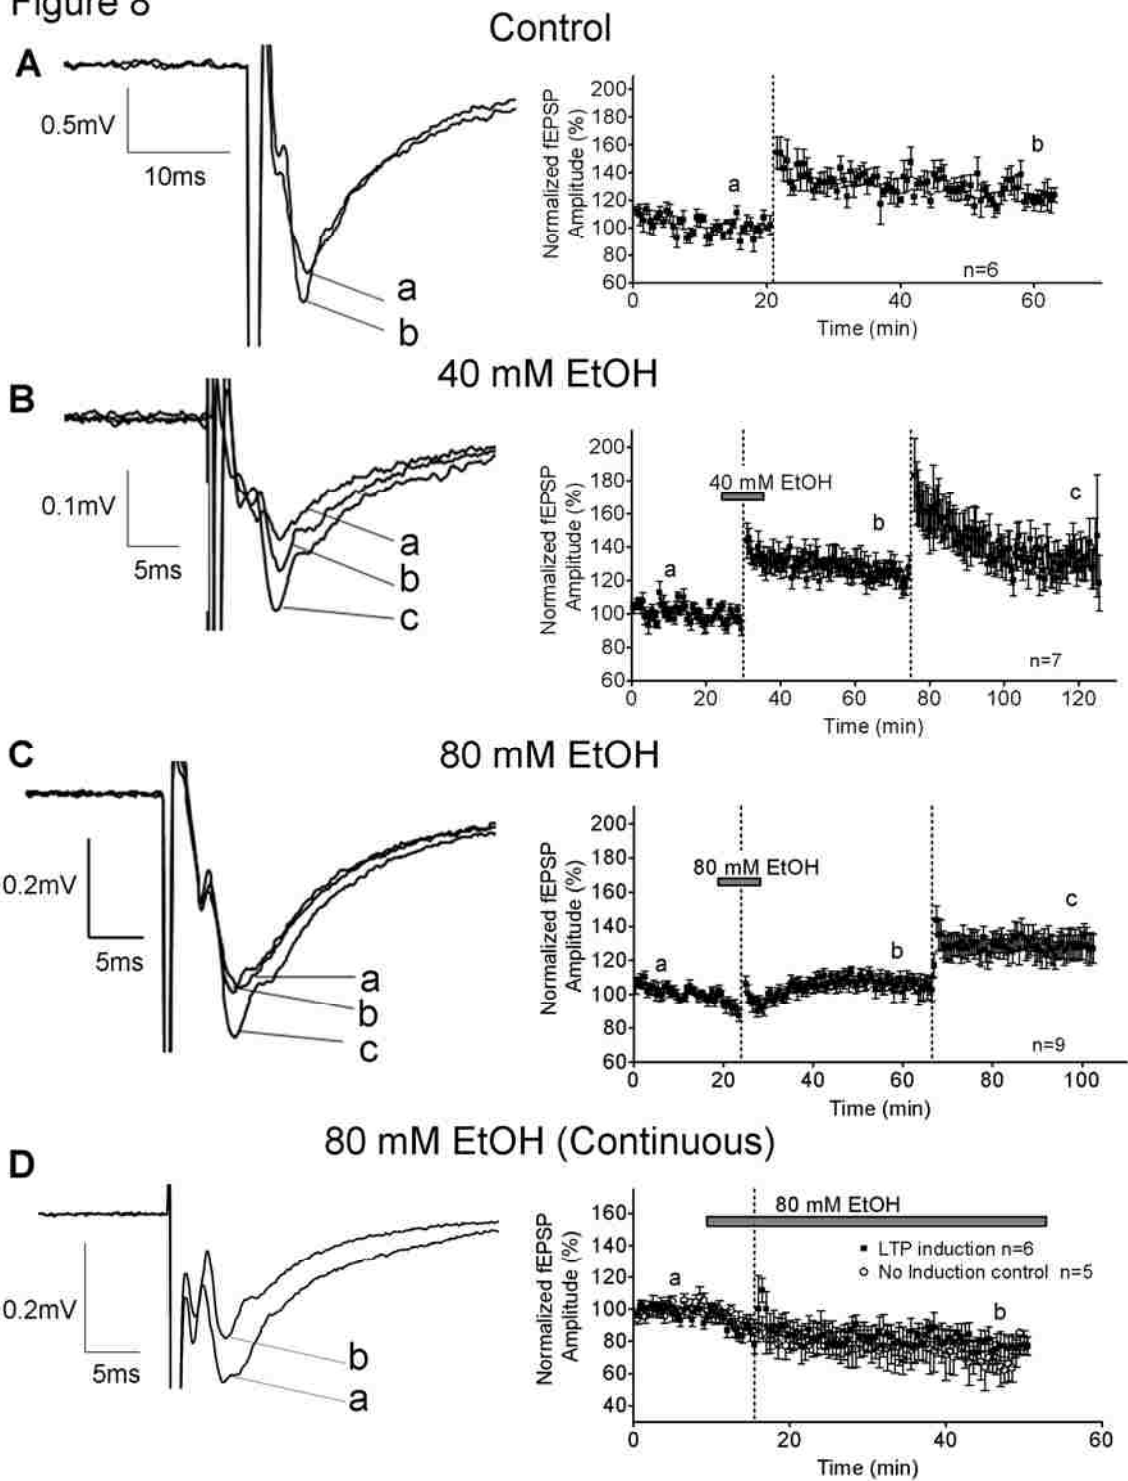 Figure 8
Control
A
0.5mV
10ms
a
b
Normalized fEPSP
Amplitude (%)
200
180
160
140
120
100
80
60
a
b
n=6
0 20 40 60
Time (min)
40 mM EtOH
B
0.1mV
5ms
a
b
c
Normalized fEPSP
Amplitude (%)
200
180
160
140
120
100
80
60
40 mM EtOH
a
b
c
n=7
0 20 40 60 80 100 120
Time (min)
80 mM EtOH
C
0.2mV
5ms
a
b
c
Normalized fEPSP
Amplitude (%)
200
180
160
140
120
100
80
60
80 mM EtOH
a
b
c
n=9
0 20 40 60 80 100
Time (min)
80 mM EtOH (Continuous)
D
0.2mV
5ms
b
a
Normalized fEPSP
Amplitude (%)
160
140
120
100
80
60
40
80 mM EtOH
LTP induction n=6
No Induction control n=5
a
b
0 20 40 60
Time (min)